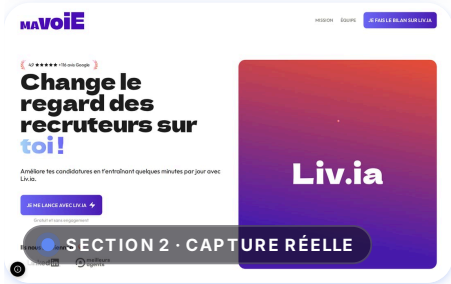 MAVOIE
MISSION
ÉQUIPE
JE FAIS LE BILAN SUR LIV.IA
4,9 ★★★★★ +116 avis Google
Change le
regard des
recruteurs sur
toi !
Améliore tes candidatures en t'entraînant quelques minutes par jour avec
Liv.ia.
JE ME LANCE AVEC LIV.IA
Gratuit et sans engagement
Liv.ia
SECTION 2 · CAPTURE RÉELLE
meilleurs
agents